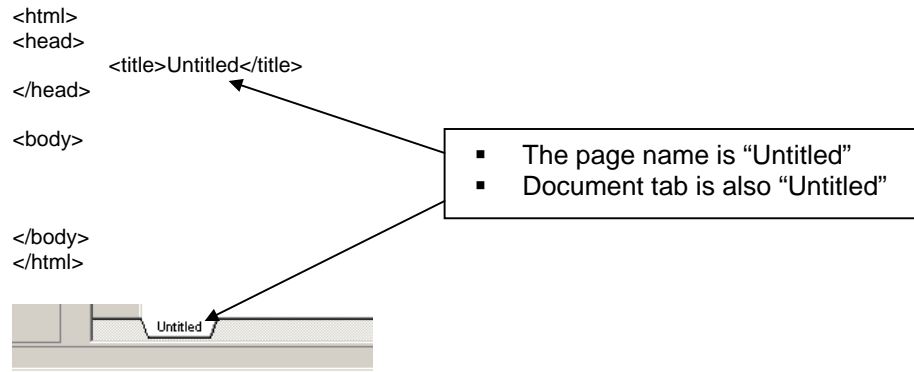 <html>
<head>
<title>Untitled</title>
</head>
<body>
▪ The page name is “Untitled”
▪ Document tab is also “Untitled”
</body>
</html>
Untitled